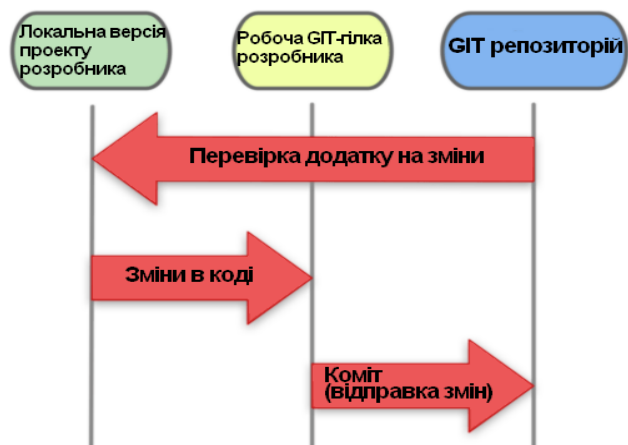 Локальна версія
проекту
розробника
Робоча GIT-гілка
розробника
GIT репозиторій
Перевірка додатку на зміни
Зміни в коді
Коміт
(відправка змін)